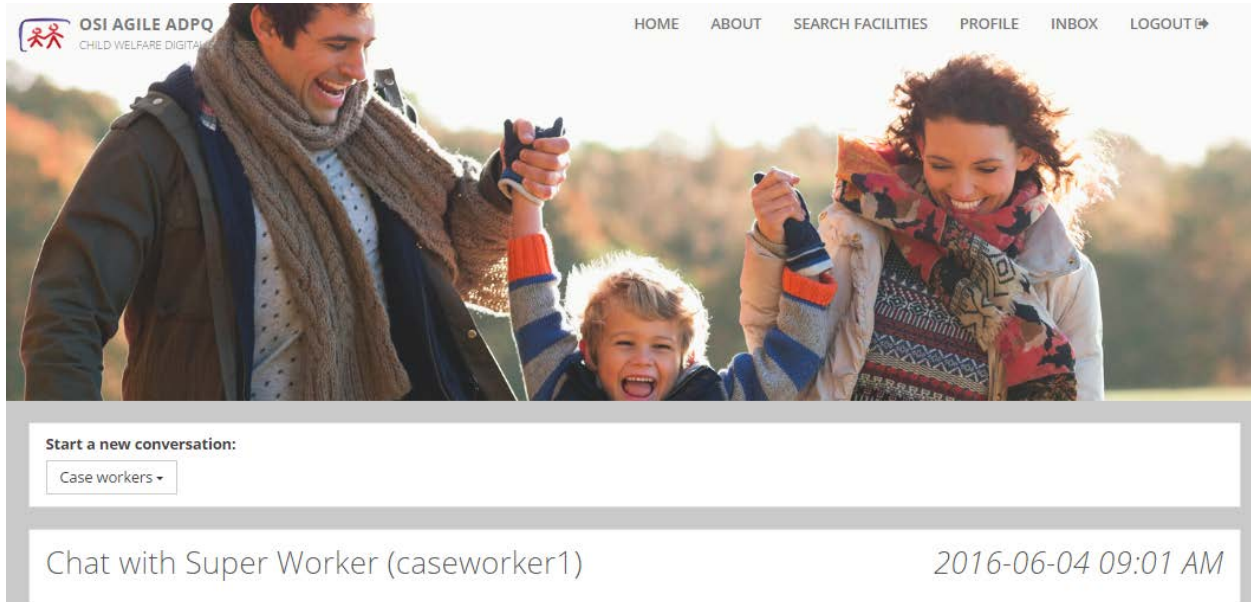 OSI AGILE ADPQ
CHILD WELFARE DIGITAL
HOME ABOUT SEARCH FACILITIES PROFILE INBOX LOGOUT
Start a new conversation:
Case workers
Chat with Super Worker (caseworker1) 2016-06-04 09:01 AM